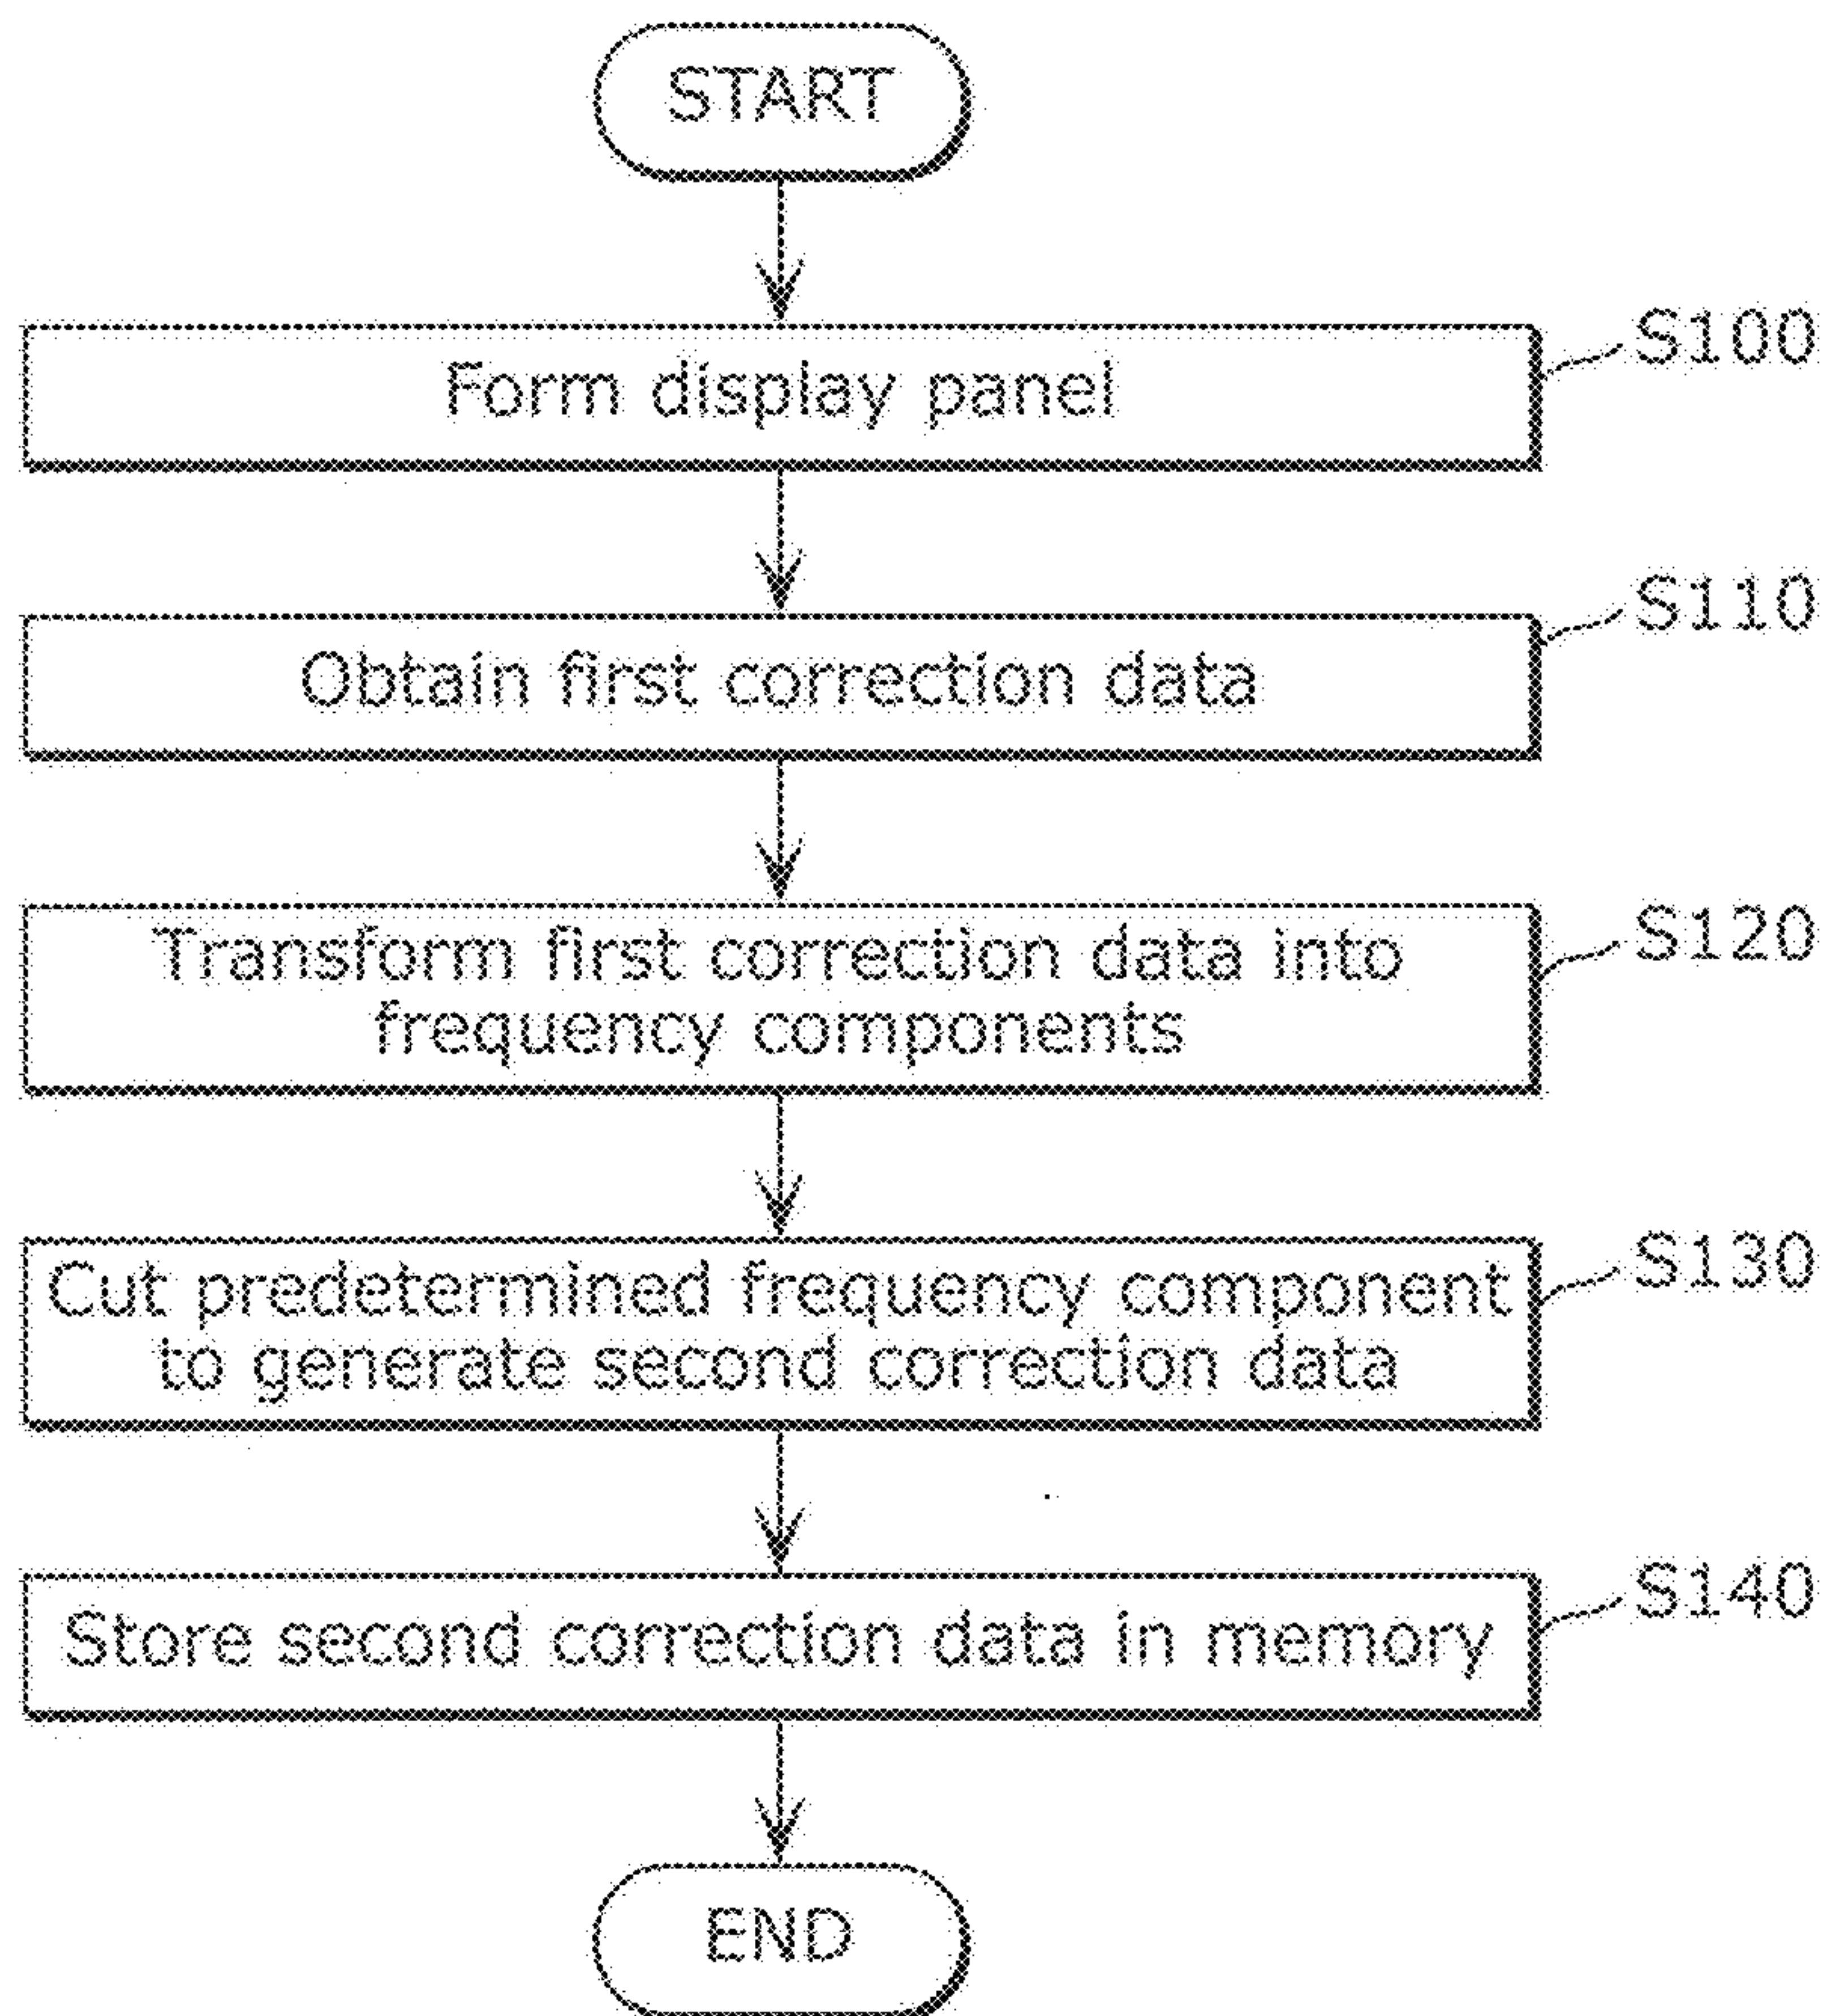 START
Form display panel
S100
Obtain first correction data
S110
Transform first correction data into
frequency components
S120
Cut predetermined frequency component
to generate second correction data
S130
Store second correction data in memory
S140
END